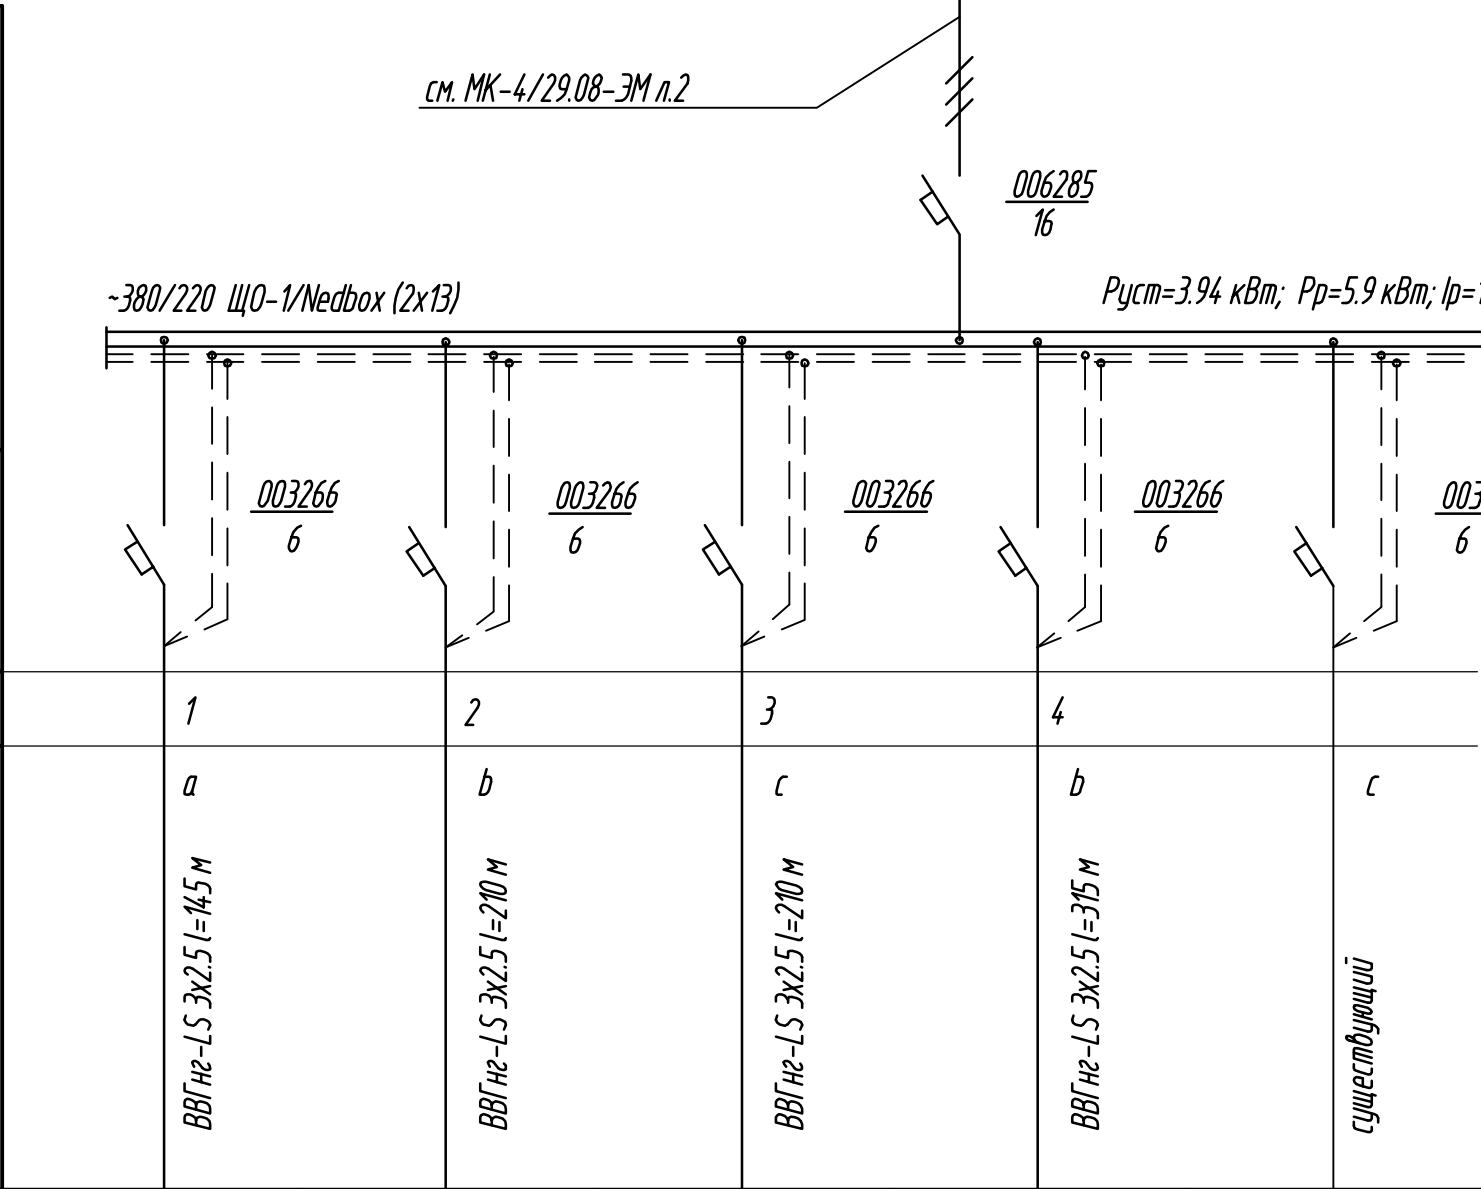 см. МК-4/29.08-ЭМ л.2
006285
16
~380/220 ЩО-1/Nedbox (2x13)
Руст=3.94 кВт; Рр=5.9 кВт; Iр=1
003266
6
003266
6
003266
6
003266
6
003
6
1
2
3
4
a
b
c
b
c
ВВГнг-LS 3x2.5 l=145 м
ВВГнг-LS 3x2.5 l=210 м
ВВГнг-LS 3x2.5 l=210 м
ВВГнг-LS 3x2.5 l=315 м
существующий